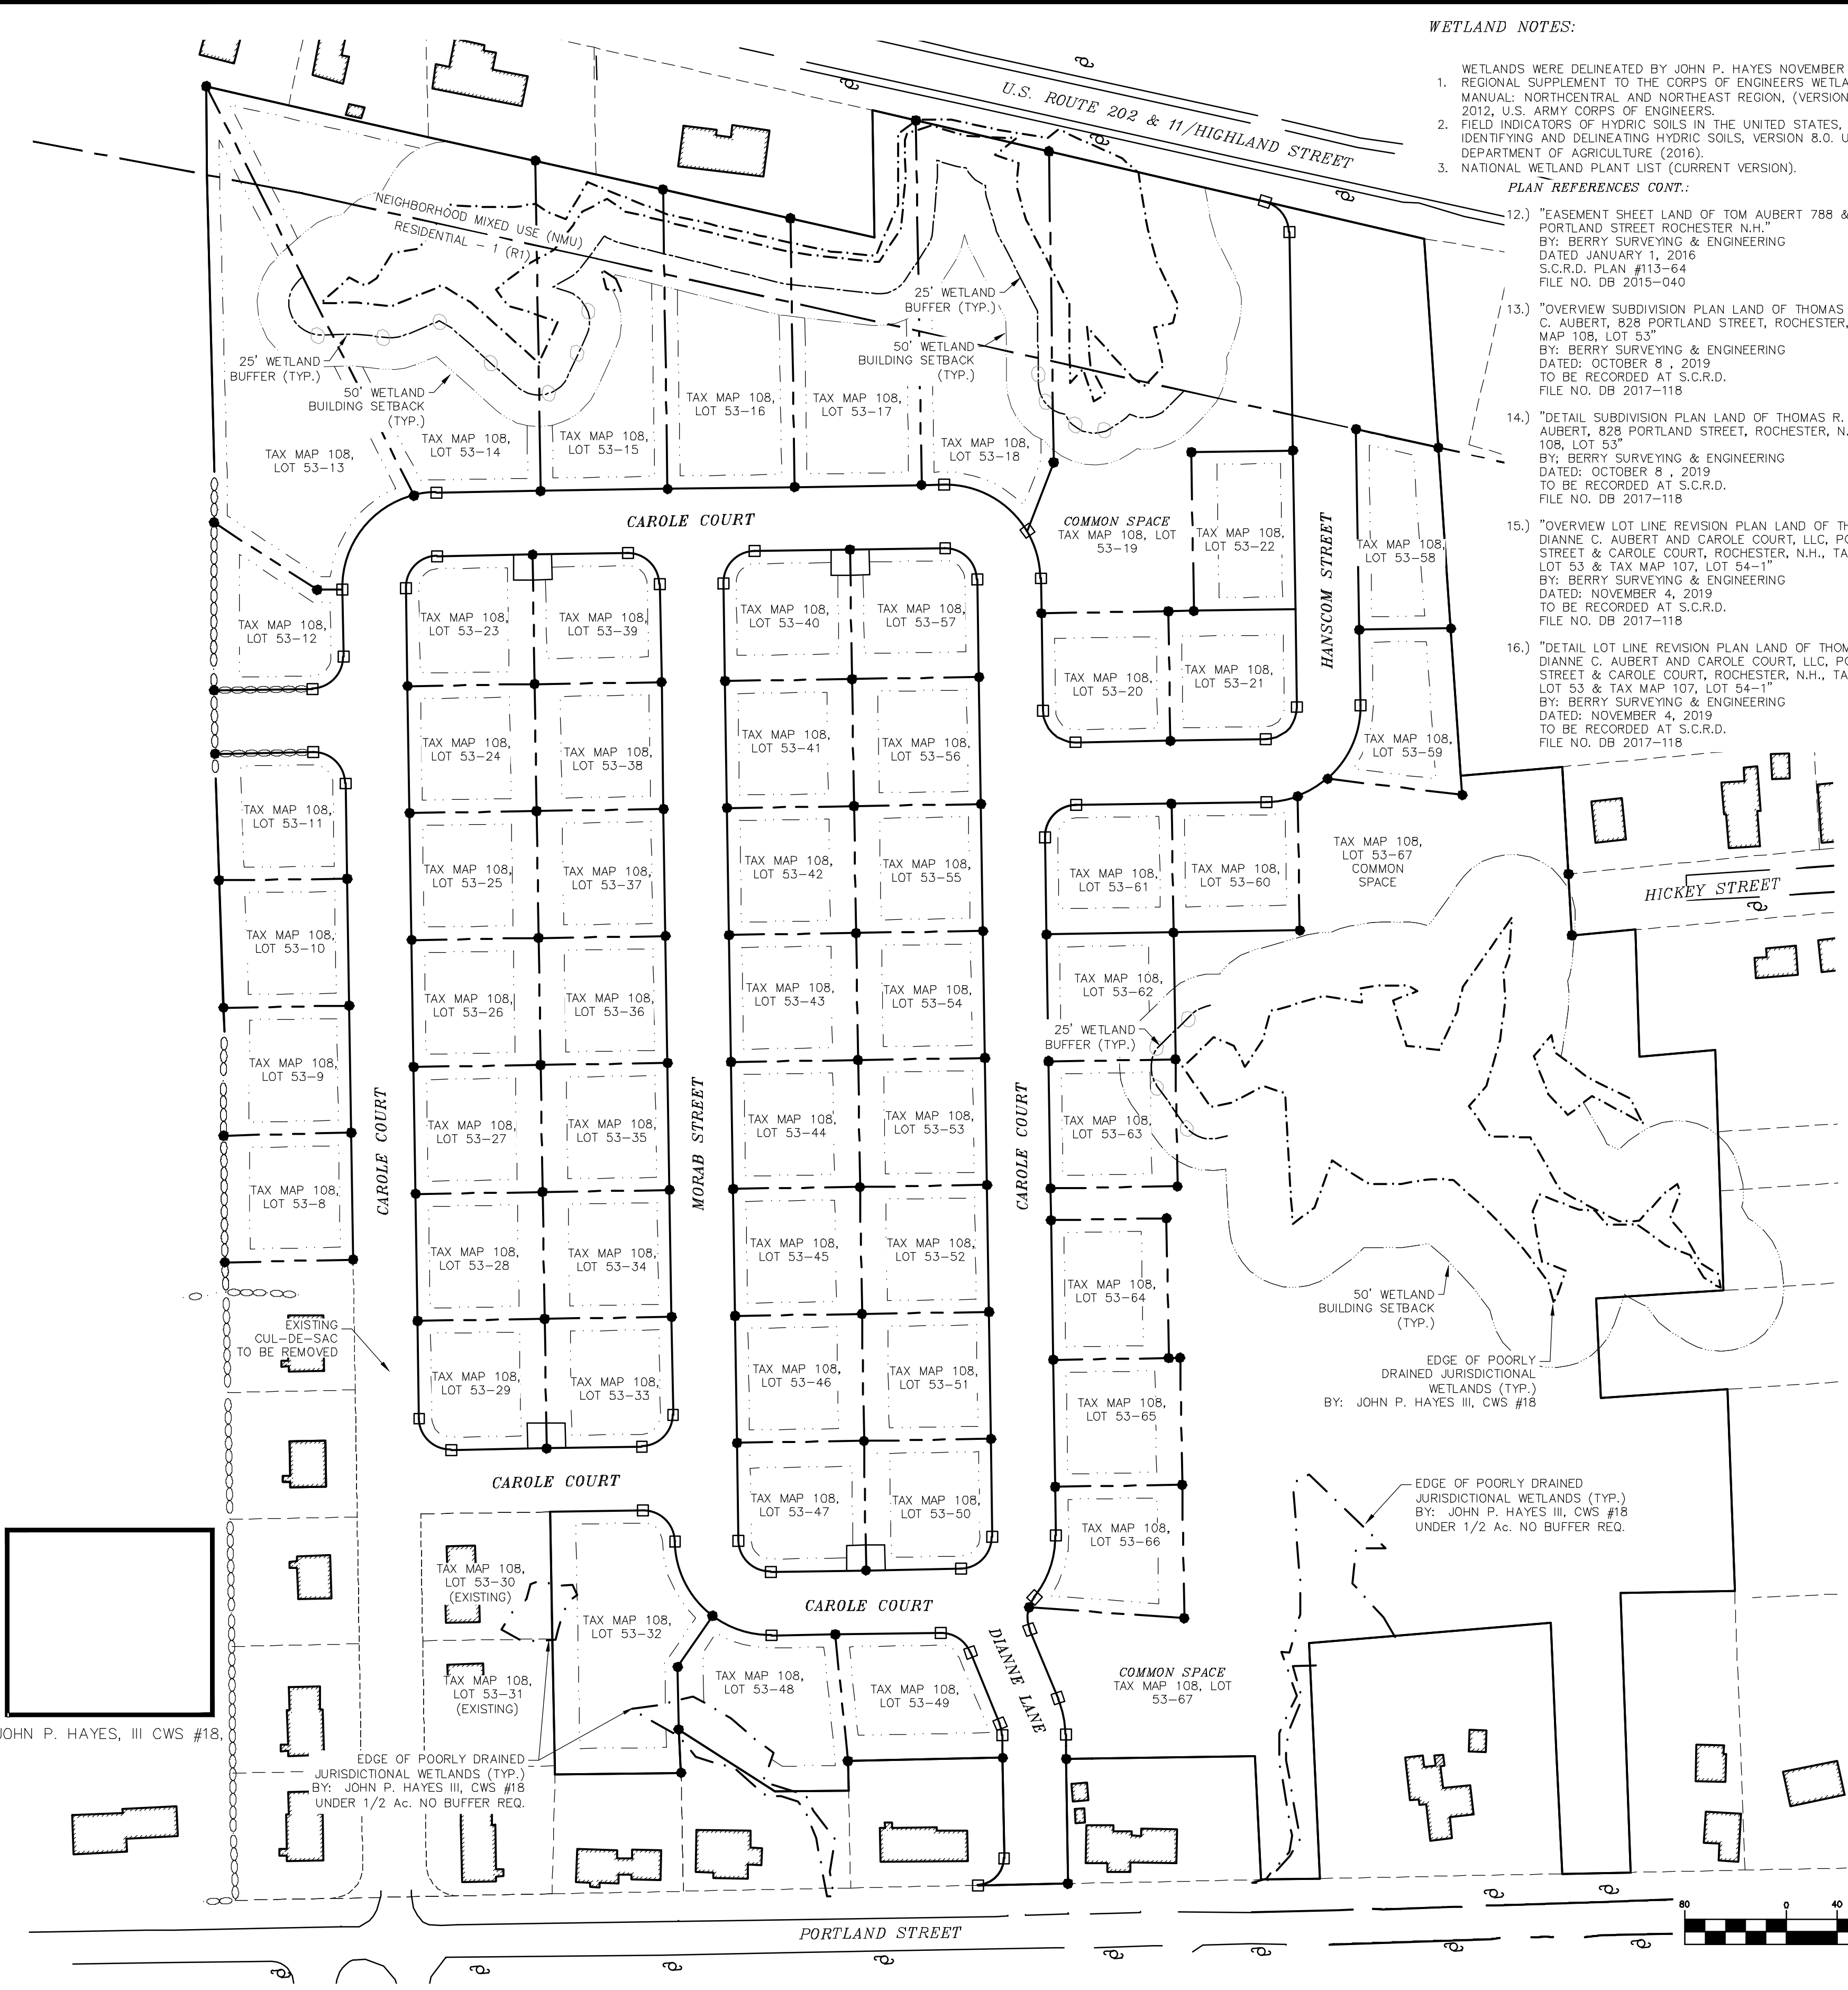 WETLAND NOTES:
WETLANDS WERE DELINEATED BY JOHN P. HAYES NOVEMBER
1. REGIONAL SUPPLEMENT TO THE CORPS OF ENGINEERS
MANUAL: NORTHCENTRAL AND NORTHEAST REGION,
2012, U.S. ARMY CORPS OF ENGINEERS.
2. FIELD INDICATORS OF HYDRIC SOILS IN THE UNITED STATES,
IDENTIFYING AND DELINEATING HYDRIC SOILS, VERSION 8.0.
DEPARTMENT OF AGRICULTURE (2016).
3. NATIONAL WETLAND PLANT LIST (CURRENT VERSION).
PLAN REFERENCES CONT.:
12.) "EASEMENT SHEET LAND OF TOM AUBERT 788 &
PORTLAND STREET ROCHESTER N.H."
BY: BERRY SURVEYING & ENGINEERING
DATED JANUARY 1, 2016
S.C.R.D. PLAN #113-64
FILE NO. DB 2015-040
13.) "OVERVIEW SUBDIVISION PLAN LAND OF THOMAS
C. AUBERT, 828 PORTLAND STREET, ROCHESTER,
MAP 108, LOT 53"
BY: BERRY SURVEYING & ENGINEERING
DATED: OCTOBER 8 , 2019
TO BE RECORDED AT S.C.R.D.
FILE NO. DB 2017-118
14.) "DETAIL SUBDIVISION PLAN LAND OF THOMAS R.
AUBERT, 828 PORTLAND STREET, ROCHESTER, N.
108, LOT 53"
BY; BERRY SURVEYING & ENGINEERING
DATED: OCTOBER 8 , 2019
TO BE RECORDED AT S.C.R.D.
FILE NO. DB 2017-118
15.) "OVERVIEW LOT LINE REVISION PLAN LAND OF
DIANNE C. AUBERT AND CAROLE COURT, LLC,
STREET & CAROLE COURT, ROCHESTER, N.H.,
LOT 53 & TAX MAP 107, LOT 54-1"
BY: BERRY SURVEYING & ENGINEERING
DATED: NOVEMBER 4, 2019
TO BE RECORDED AT S.C.R.D.
FILE NO. DB 2017-118
16.) "DETAIL LOT LINE REVISION PLAN LAND OF
DIANNE C. AUBERT AND CAROLE COURT, LLC,
STREET & CAROLE COURT, ROCHESTER, N.H.,
LOT 53 & TAX MAP 107, LOT 54-1"
BY: BERRY SURVEYING & ENGINEERING
DATED: NOVEMBER 4, 2019
TO BE RECORDED AT S.C.R.D.
FILE NO. DB 2017-118
U.S. ROUTE 202 & 11/HIGHLAND STREET
NEIGHBORHOOD MIXED USE (NMU)
RESIDENTIAL - 1 (R1)
25' WETLAND
BUFFER (TYP.)
50' WETLAND
BUILDING SETBACK
(TYP.)
25' WETLAND
BUFFER (TYP.)
50' WETLAND
BUILDING SETBACK
(TYP.)
TAX MAP 108,
LOT 53-13
TAX MAP 108,
LOT 53-14
TAX MAP 108,
LOT 53-15
TAX MAP 108,
LOT 53-16
TAX MAP 108,
LOT 53-17
TAX MAP 108,
LOT 53-18
CAROLE COURT
COMMON SPACE
TAX MAP 108, LOT
53-19
TAX MAP 108,
LOT 53-22
HANSCOM STREET
TAX MAP 108,
LOT 53-58
TAX MAP 108,
LOT 53-12
TAX MAP 108,
LOT 53-23
TAX MAP 108,
LOT 53-39
TAX MAP 108,
LOT 53-40
TAX MAP 108,
LOT 53-57
TAX MAP 108,
LOT 53-20
TAX MAP 108,
LOT 53-21
TAX MAP 108,
LOT 53-59
TAX MAP 108,
LOT 53-24
TAX MAP 108,
LOT 53-38
TAX MAP 108,
LOT 53-41
TAX MAP 108,
LOT 53-56
TAX MAP 108,
LOT 53-11
TAX MAP 108,
LOT 53-25
TAX MAP 108,
LOT 53-37
TAX MAP 108,
LOT 53-42
TAX MAP 108,
LOT 53-55
TAX MAP 108,
LOT 53-61
TAX MAP 108,
LOT 53-60
TAX MAP 108,
LOT 53-67
COMMON
SPACE
HICKEY STREET
TAX MAP 108,
LOT 53-10
TAX MAP 108,
LOT 53-26
TAX MAP 108,
LOT 53-36
TAX MAP 108,
LOT 53-43
TAX MAP 108,
LOT 53-54
TAX MAP 108,
LOT 53-62
25' WETLAND
BUFFER (TYP.)
TAX MAP 108,
LOT 53-9
CAROLE COURT
TAX MAP 108,
LOT 53-27
TAX MAP 108,
LOT 53-35
MORAB STREET
TAX MAP 108,
LOT 53-44
TAX MAP 108,
LOT 53-53
CAROLE COURT
TAX MAP 108,
LOT 53-63
TAX MAP 108,
LOT 53-8
TAX MAP 108,
LOT 53-28
TAX MAP 108,
LOT 53-34
TAX MAP 108,
LOT 53-45
TAX MAP 108,
LOT 53-52
TAX MAP 108,
LOT 53-64
50' WETLAND
BUILDING SETBACK
(TYP.)
EXISTING
CUL-DE-SAC
TO BE REMOVED
TAX MAP 108,
LOT 53-29
TAX MAP 108,
LOT 53-33
TAX MAP 108,
LOT 53-46
TAX MAP 108,
LOT 53-51
TAX MAP 108,
LOT 53-65
EDGE OF POORLY
DRAINED JURISDICTIONAL
WETLANDS (TYP.)
BY: JOHN P. HAYES III, CWS #18
CAROLE COURT
TAX MAP 108,
LOT 53-47
TAX MAP 108,
LOT 53-50
TAX MAP 108,
LOT 53-66
EDGE OF POORLY DRAINED
JURISDICTIONAL WETLANDS (TYP.)
BY: JOHN P. HAYES III, CWS #18
UNDER 1/2 Ac. NO BUFFER REQ.
TAX MAP 108,
LOT 53-30
(EXISTING)
TAX MAP 108,
LOT 53-32
CAROLE COURT
TAX MAP 108,
LOT 53-31
(EXISTING)
TAX MAP 108,
LOT 53-48
TAX MAP 108,
LOT 53-49
DIANNE LANE
COMMON SPACE
TAX MAP 108, LOT
53-67
JOHN P. HAYES, III CWS #18,
EDGE OF POORLY DRAINED
JURISDICTIONAL WETLANDS (TYP.)
BY: JOHN P. HAYES III, CWS #18
UNDER 1/2 Ac. NO BUFFER REQ.
PORTLAND STREET
80 0 40